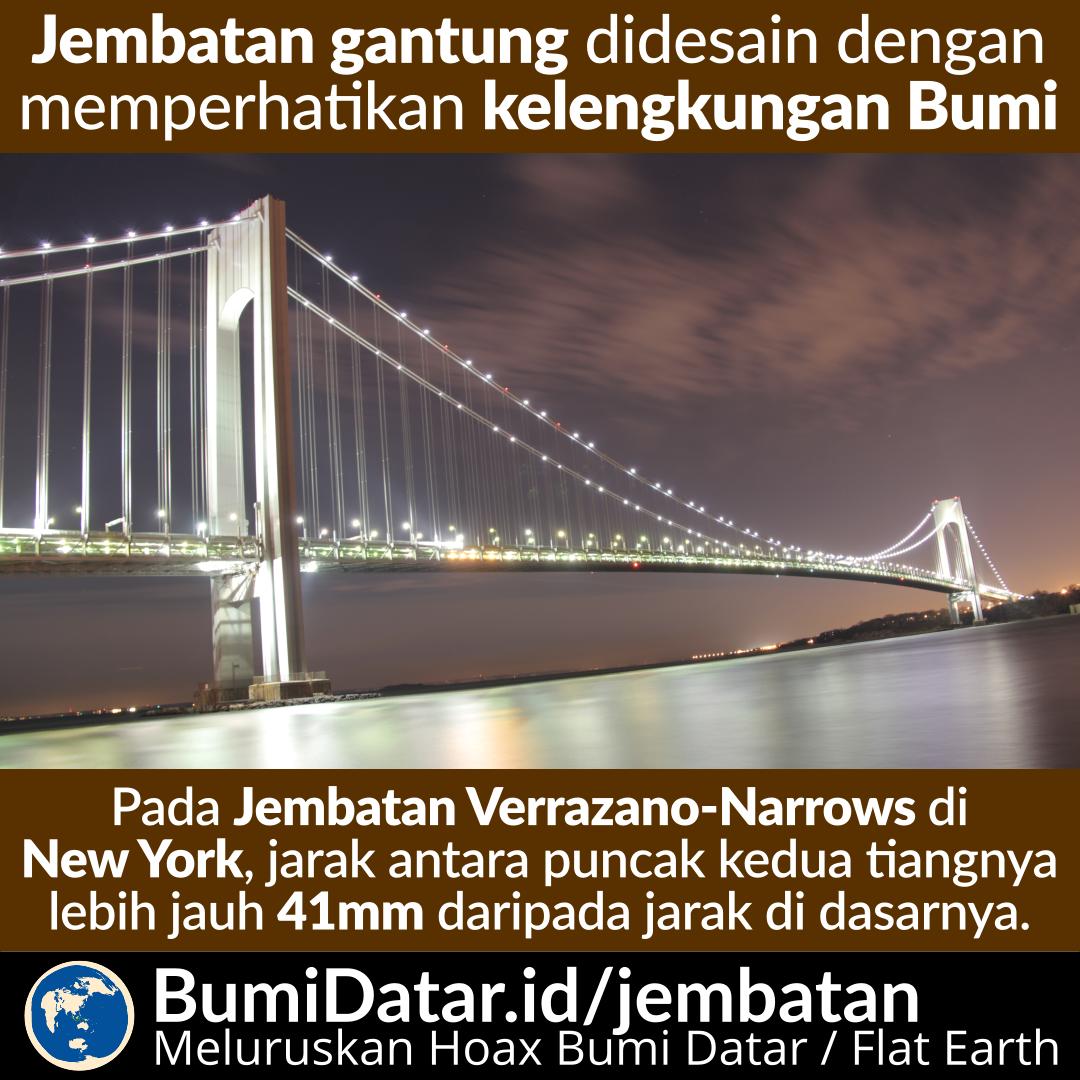 Jembatan gantung didesain dengan
memperhatikan kelengkungan Bumi
Pada Jembatan Verrazano-Narrows di
New York, jarak antara puncak kedua tiangnya
lebih jauh 41mm daripada jarak di dasarnya.
BumiDatar.id/jembatan
Meluruskan Hoax Bumi Datar / Flat Earth